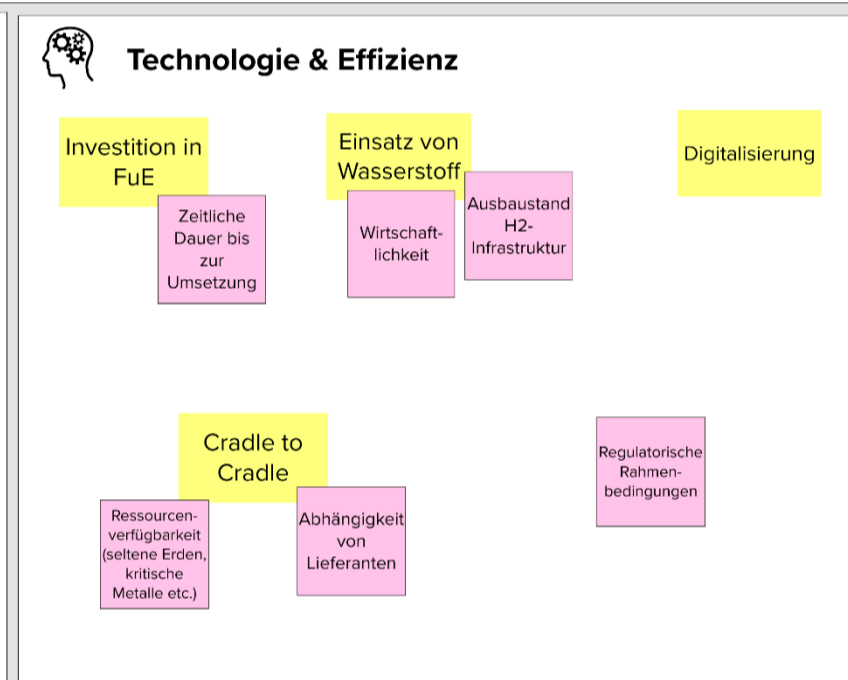 Technologie & Effizienz
Investition in
FuE
Zeitliche
Dauer bis
zur
Umsetzung
Einsatz von
Wasserstoff
Wirtschaft-
lichkeit
Ausbaustand
H2-
Infrastruktur
Digitalisierung
Cradle to
Cradle
Ressourcen-
verfügbarkeit
(seltene Erden,
kritische
Metalle etc.)
Abhängigkeit
von
Lieferanten
Regulatorische
Rahmen-
bedingungen